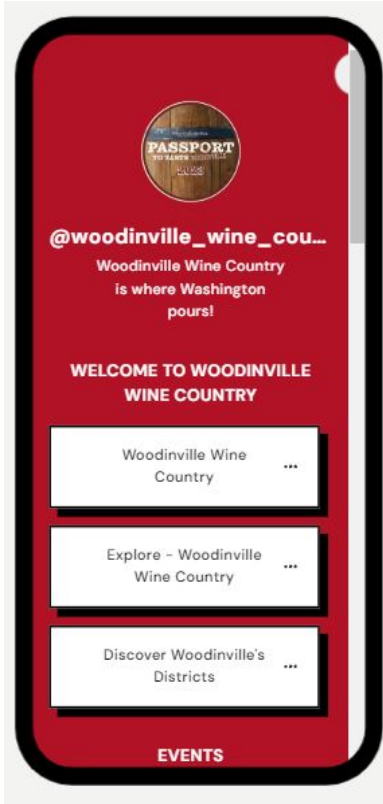 PASSPORT
TO TASTE WOODINVILLE
2023
@woodinville_wine_cou...
Woodinville Wine Country
is where Washington
pours!
WELCOME TO WOODINVILLE
WINE COUNTRY
Woodinville Wine
Country
...
Explore - Woodinville
Wine Country
...
Discover Woodinville's
Districts
...
EVENTS